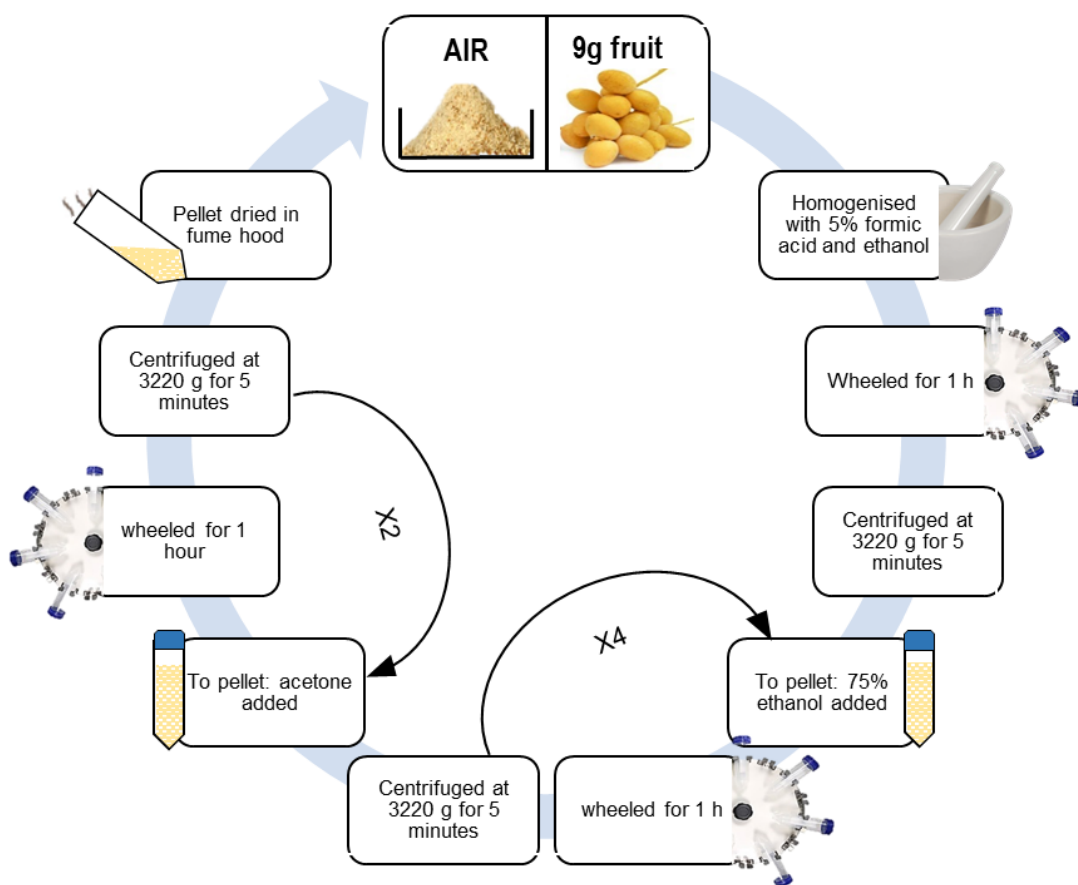 AIR
9g fruit
Homogenised
with 5% formic
acid and ethanol
Wheeled for 1 h
Centrifuged at
3220 g for 5
minutes
To pellet: 75%
ethanol added
X4
wheeled for 1 h
Centrifuged at
3220 g for 5
minutes
To pellet: acetone
added
X2
wheeled for 1
hour
Centrifuged at
3220 g for 5
minutes
Pellet dried in
fume hood